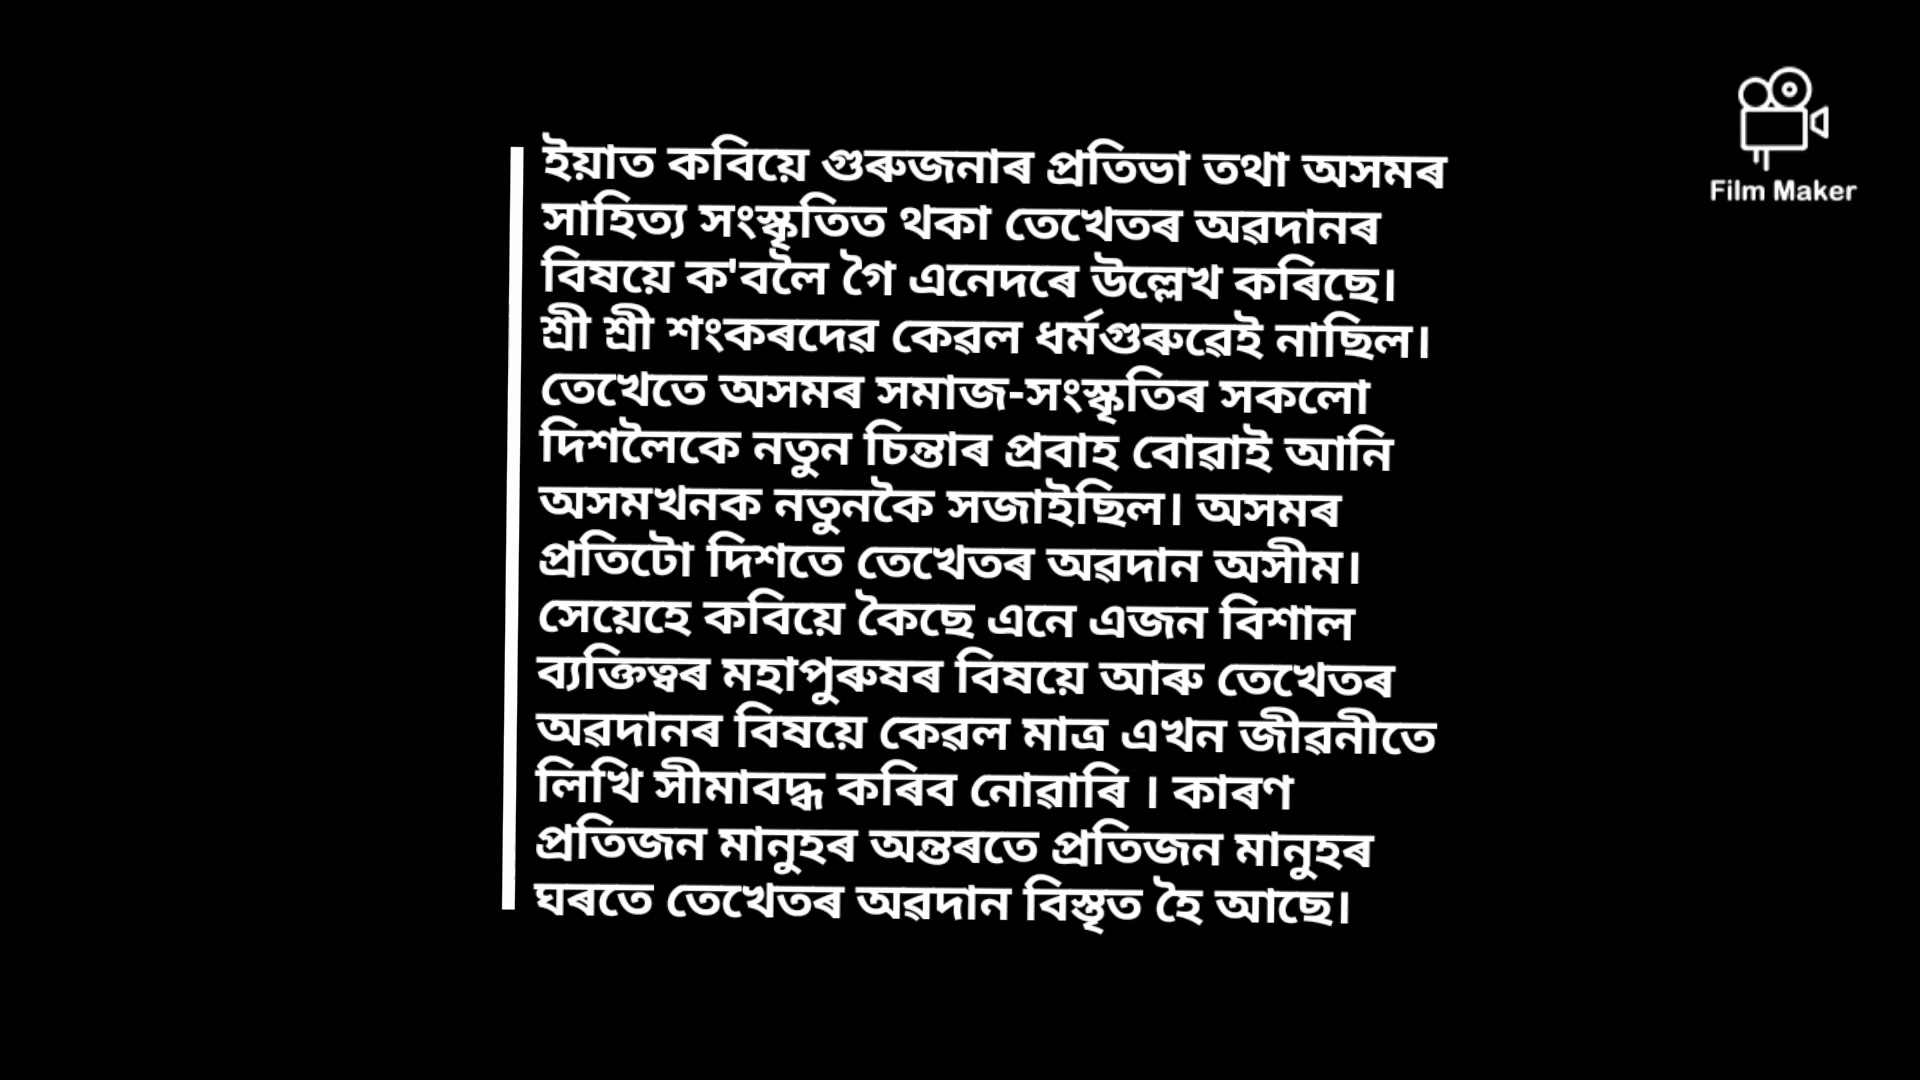 ইয়াত কবিয়ে গুৰুজনাৰ প্ৰতিভা তথা অসমৰ
সাহিত্য সংস্কৃতিত থকা তেখেতৰ অৱদানৰ
বিষয়ে ক'বলৈ গৈ এনেদৰে উল্লেখ কৰিছে।
শ্ৰী শ্ৰী শংকৰদেৱ কেৱল ধৰ্মগুৰুৱেই নাছিল।
তেখেতে অসমৰ সমাজ-সংস্কৃতিৰ সকলো
দিশলৈকে নতুন চিন্তাৰ প্ৰবাহ বোৱাই আনি
অসমখনক নতুনকৈ সজাইছিল। অসমৰ
প্ৰতিটো দিশতে তেখেতৰ অৱদান অসীম।
সেয়েহে কবিয়ে কৈছে এনে এজন বিশাল
ব্যক্তিত্বৰ মহাপুৰুষৰ বিষয়ে আৰু তেখেতৰ
অৱদানৰ বিষয়ে কেৱল মাত্ৰ এখন জীৱনীতে
লিখি সীমাবদ্ধ কৰিব নোৱাৰি । কাৰণ
প্ৰতিজন মানুহৰ অন্তৰতে প্ৰতিজন মানুহৰ
ঘৰতে তেখেতৰ অৱদান বিস্তৃত হৈ আছে।
Film Maker